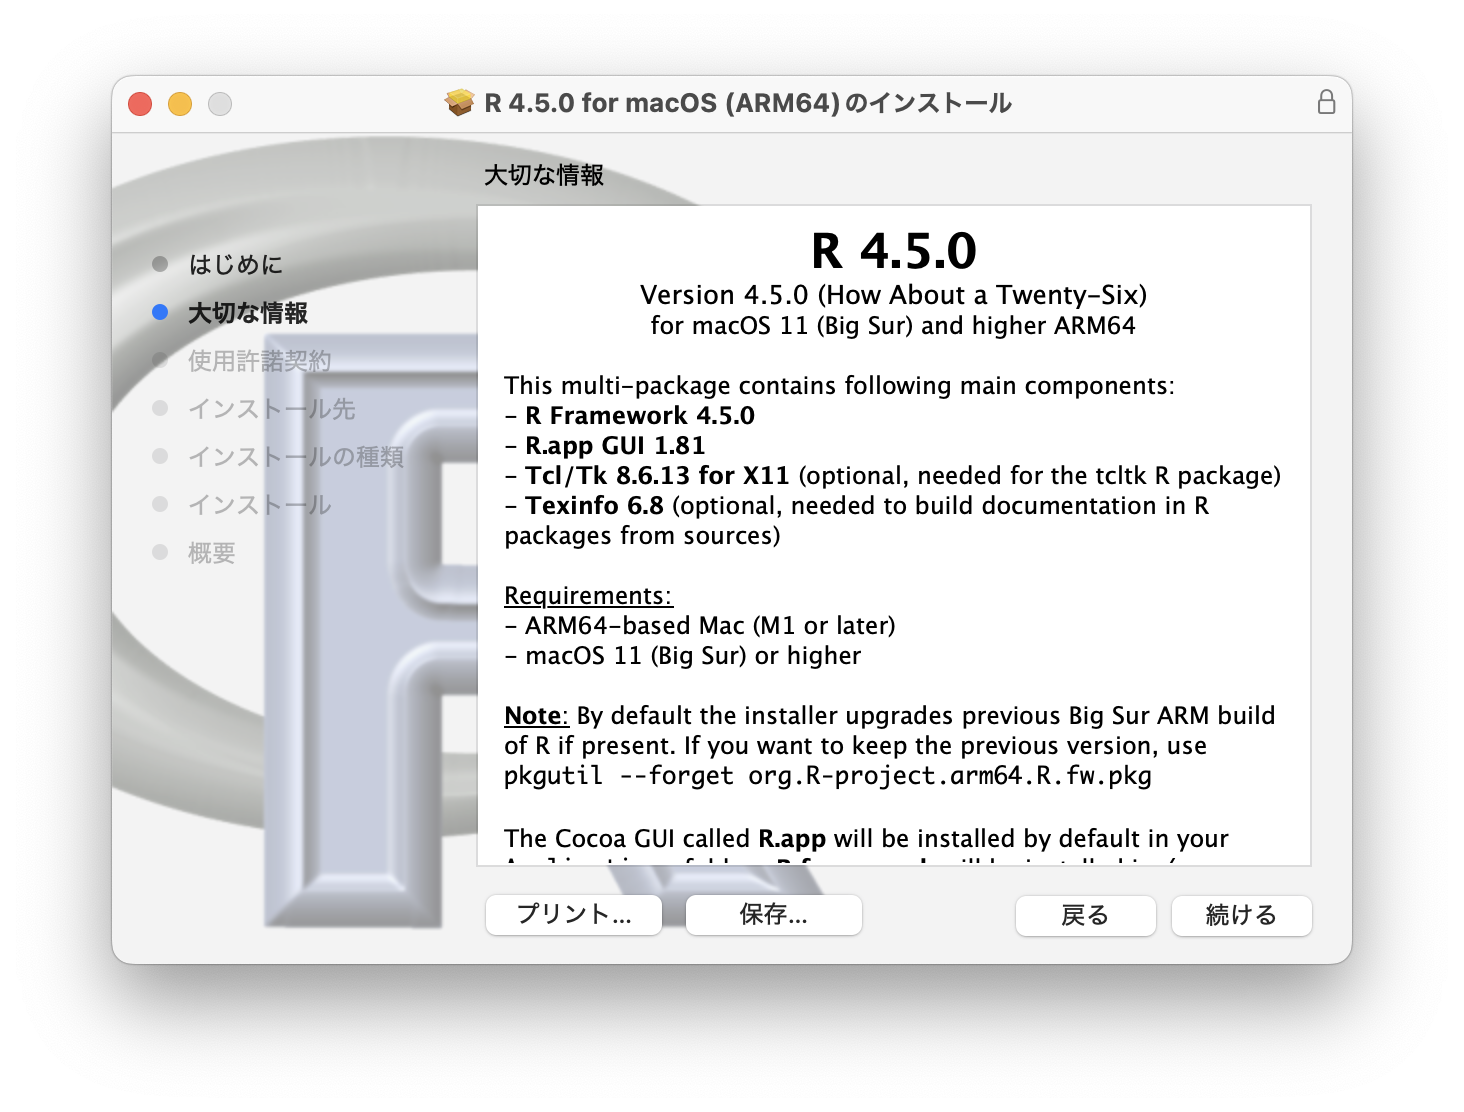 R 4.5.0 for macOS (ARM64)のインストール
はじめに
大切な情報
使用許諾契約
インストール先
インストールの種類
インストール
概要
大切な情報
R 4.5.0
Version 4.5.0 (How About a Twenty-Six)
for macOS 11 (Big Sur) and higher ARM64
This multi-package contains following main components:
- R Framework 4.5.0
- R.app GUI 1.81
- Tcl/Tk 8.6.13 for X11 (optional, needed for the tcltk R package)
- Texinfo 6.8 (optional, needed to build documentation in R
packages from sources)
Requirements:
- ARM64-based Mac (M1 or later)
- macOS 11 (Big Sur) or higher
Note: By default the installer upgrades previous Big Sur ARM build
of R if present. If you want to keep the previous version, use
pkgutil --forget org.R-project.arm64.R.fw.pkg
The Cocoa GUI called R.app will be installed by default in your
プリント...
保存...
戻る
続ける